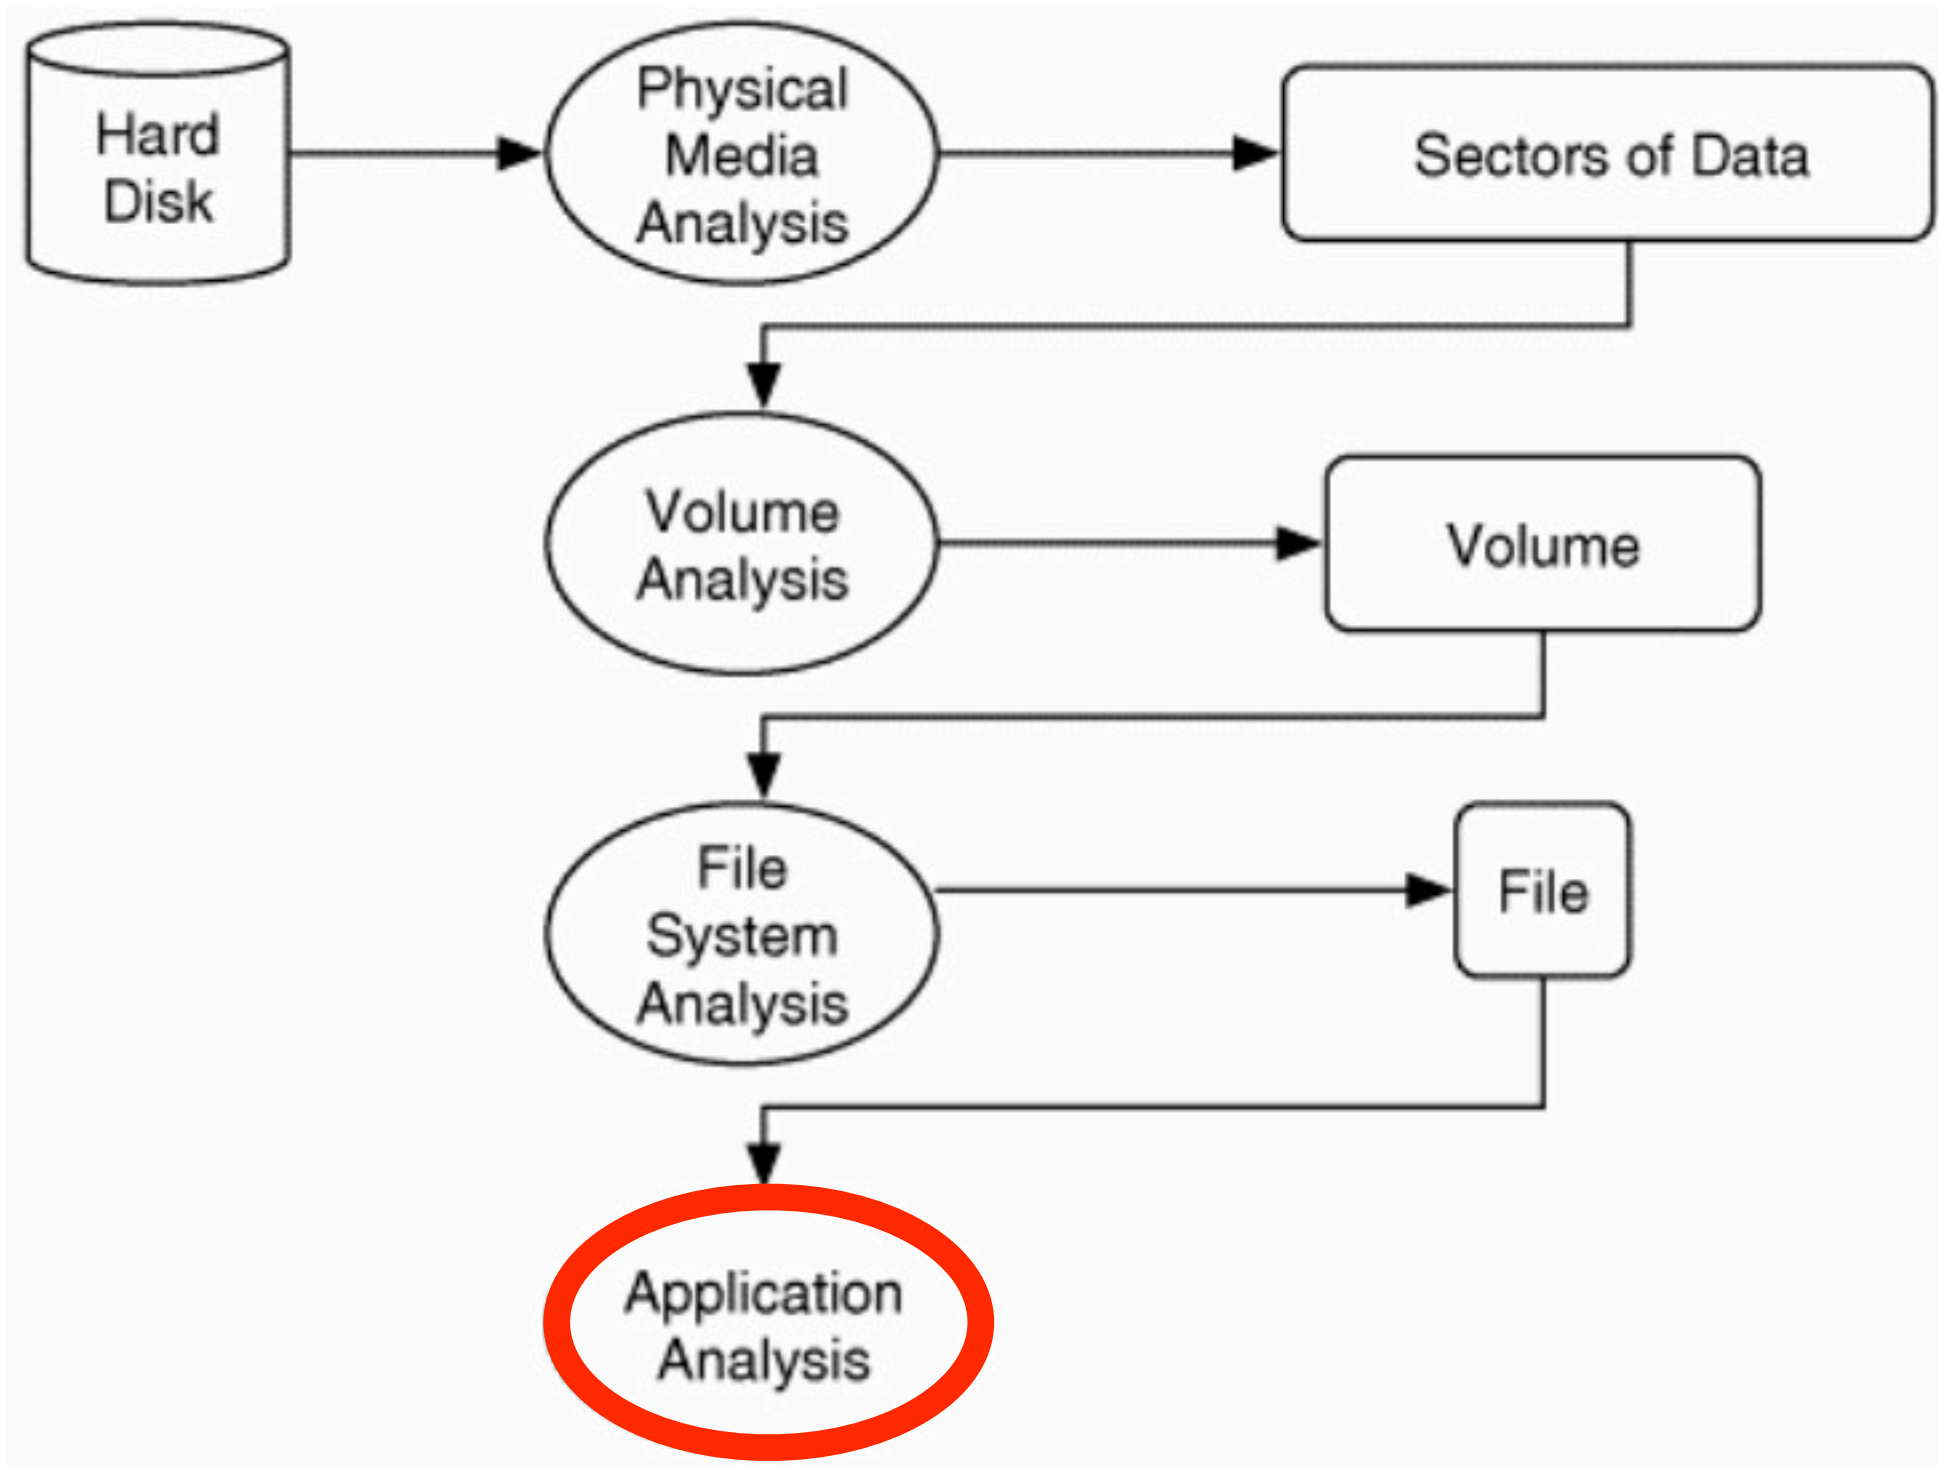 Hard
Disk
Physical
Media
Analysis
Sectors of Data
Volume
Analysis
Volume
File
System
Analysis
File
Application
Analysis